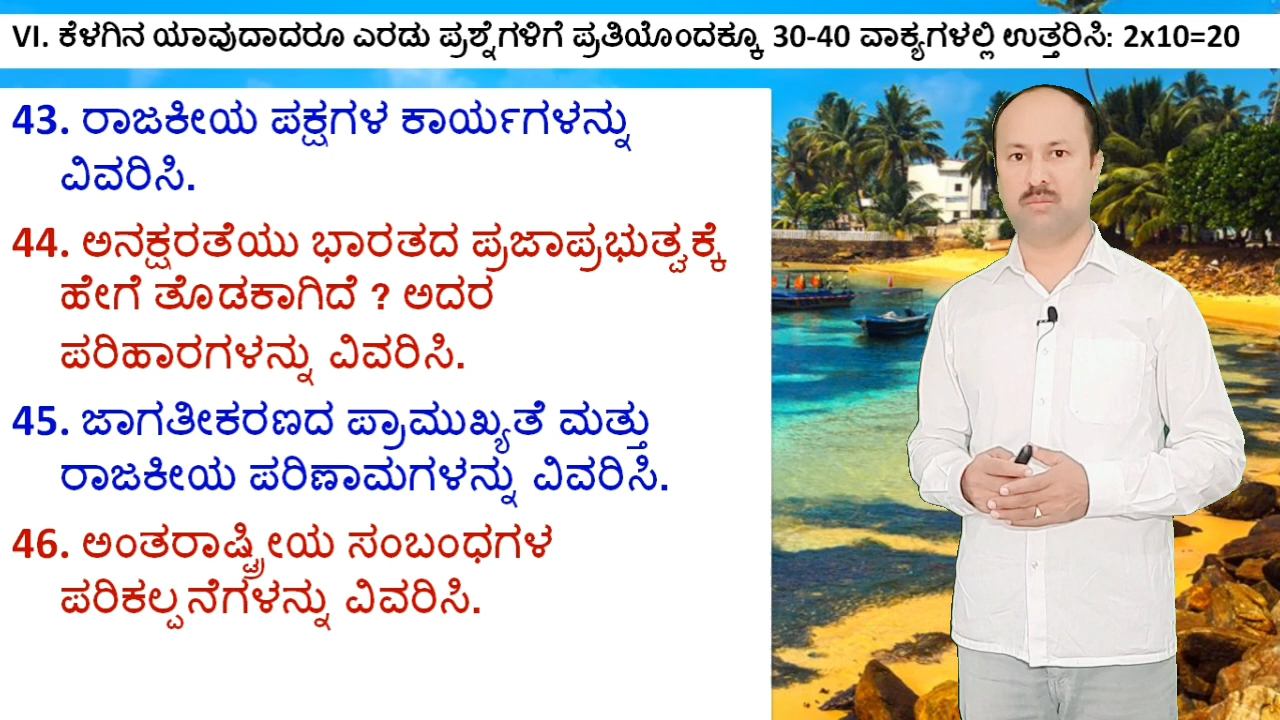 VI. ಕೆಳಗಿನ ಯಾವುದಾದರೂ ಎರಡು ಪ್ರಶ್ನೆಗಳಿಗೆ ಪ್ರತಿಯೊಂದಕ್ಕೂ 30-40 ವಾಕ್ಯಗಳಲ್ಲಿ ಉತ್ತರಿಸಿ: 2x10=20
43. ರಾಜಕೀಯ ಪಕ್ಷಗಳ ಕಾರ್ಯಗಳನ್ನು
ವಿವರಿಸಿ.
44. ಅನಕ್ಷರತೆಯು ಭಾರತದ ಪ್ರಜಾಪ್ರಭುತ್ವಕ್ಕೆ
ಹೇಗೆ ತೊಡಕಾಗಿದೆ ? ಅದರ
ಪರಿಹಾರಗಳನ್ನು ವಿವರಿಸಿ.
45. ಜಾಗತೀಕರಣದ ಪ್ರಾಮುಖ್ಯತೆ ಮತ್ತು
ರಾಜಕೀಯ ಪರಿಣಾಮಗಳನ್ನು ವಿವರಿಸಿ.
46. ಅಂತರಾಷ್ಟ್ರೀಯ ಸಂಬಂಧಗಳ
ಪರಿಕಲ್ಪನೆಗಳನ್ನು ವಿವರಿಸಿ.